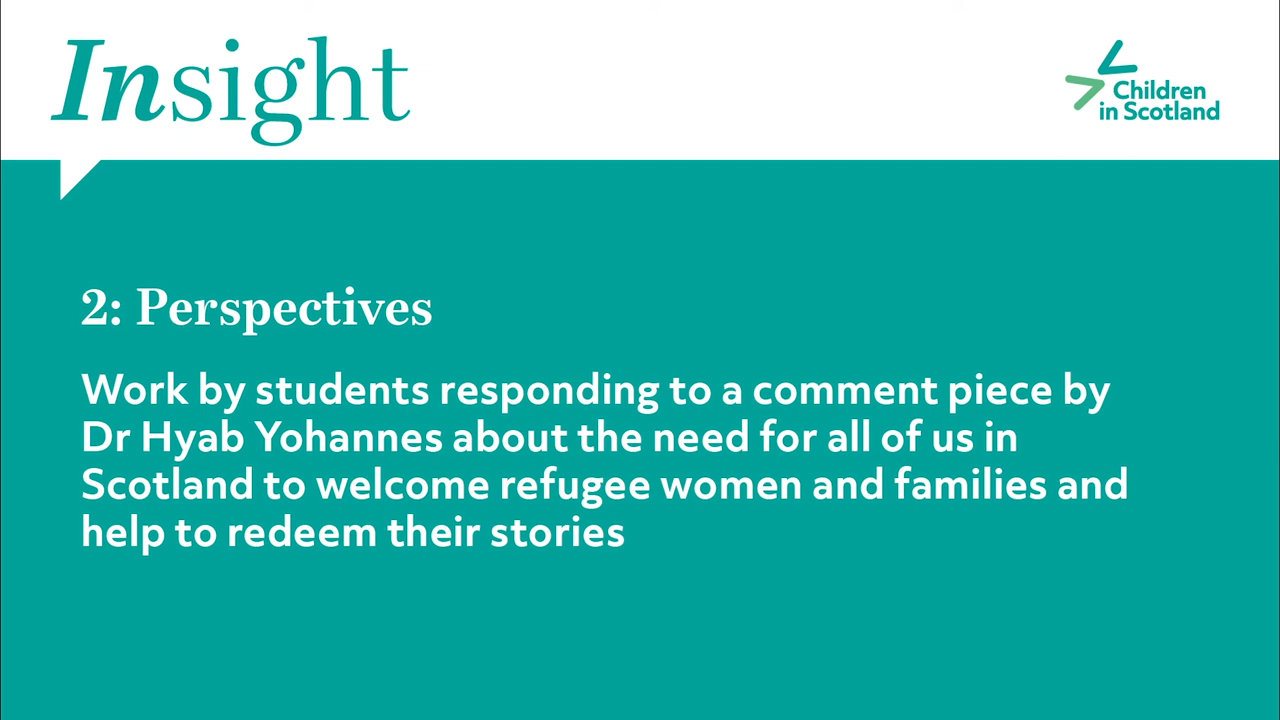 Insight
Children
in Scotland
2: Perspectives
Work by students responding to a comment piece by
Dr Hyab Yohannes about the need for all of us in
Scotland to welcome refugee women and families and
help to redeem their stories